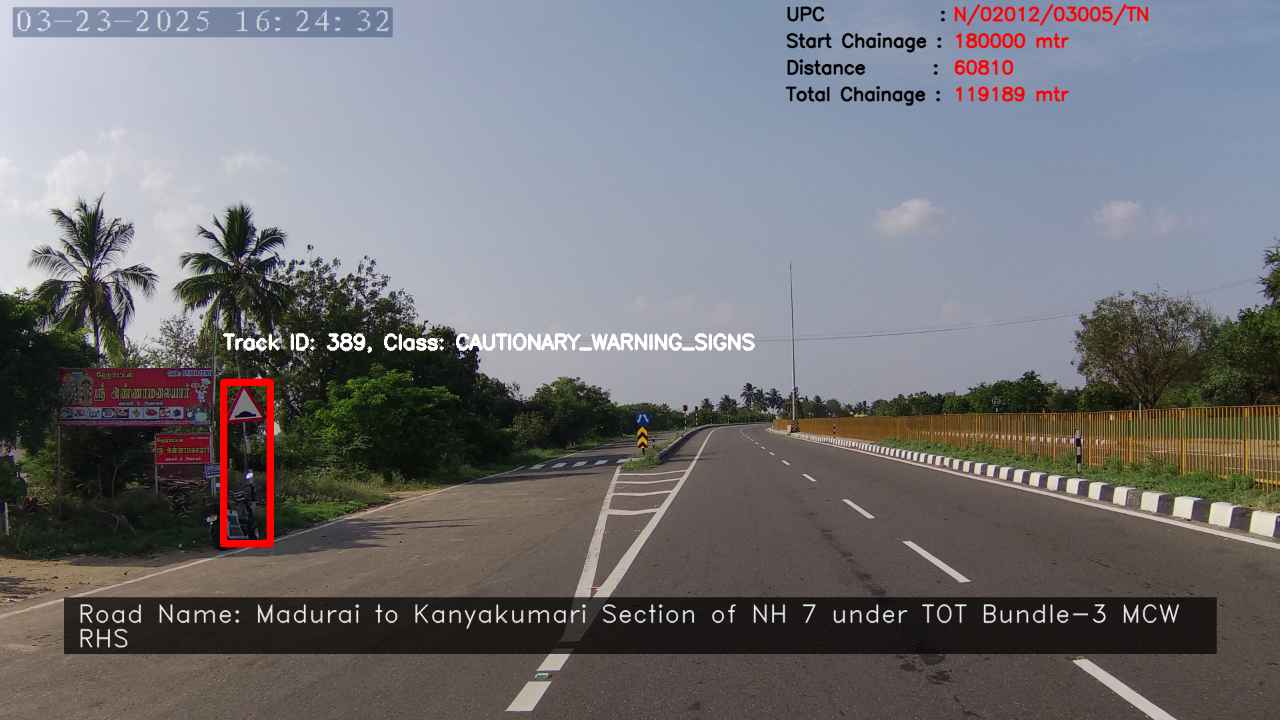 03-23-2025 16:24:32
UPC : N/02012/03005/TN
Start Chainage : 180000 mtr
Distance : 60810
Total Chainage : 119189 mtr
Track ID: 389, Class: CAUTIONARY_WARNING_SIGNS
ஸ்ரீ அண்ணாமலையார்
Road Name: Madurai to Kanyakumari Section of NH 7 under TOT Bundle-3 MCW
RHS